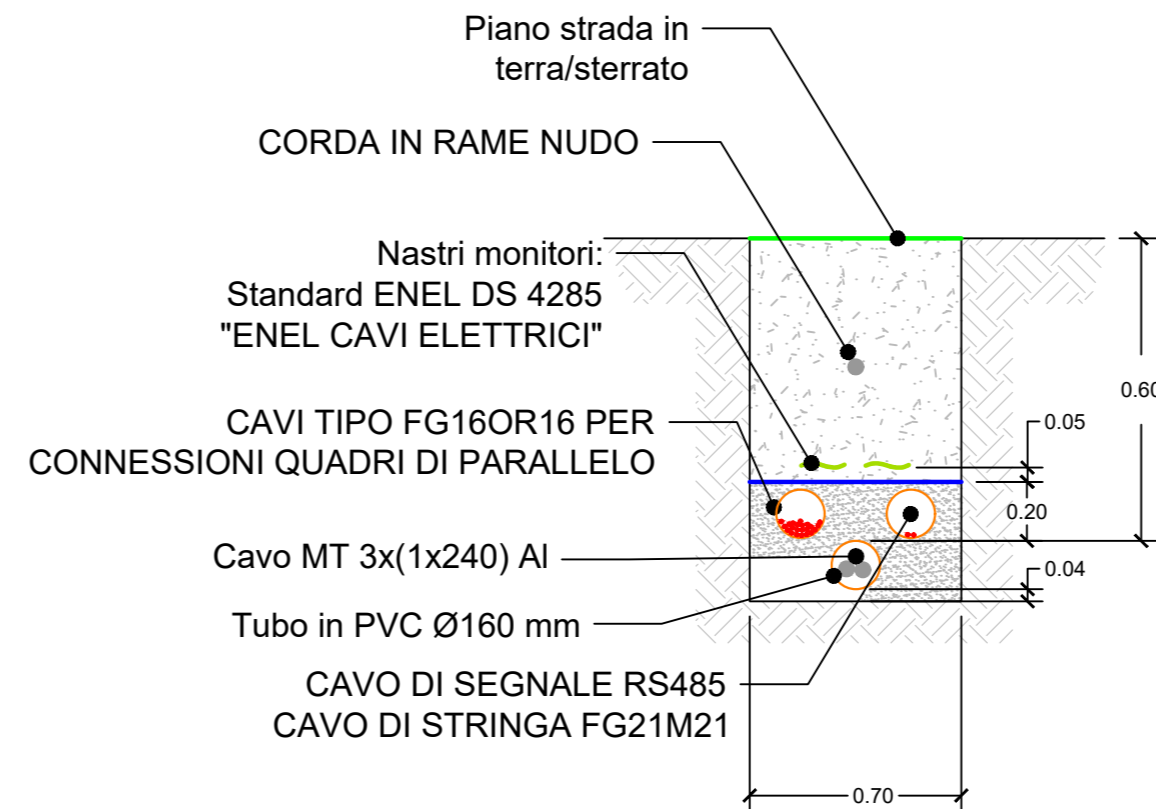 Piano strada in
terra/sterrato
CORDA IN RAME NUDO
Nastri monitori:
Standard ENEL DS 4285
"ENEL CAVI ELETTRICI"
CAVI TIPO FG16OR16 PER
CONNESSIONI QUADRI DI PARALLELO
Cavo MT 3x(1x240) Al
Tubo in PVC Ø160 mm
CAVO DI SEGNALE RS485
CAVO DI STRINGA FG21M21
0.60
0.05
0.20
0.04
0.70